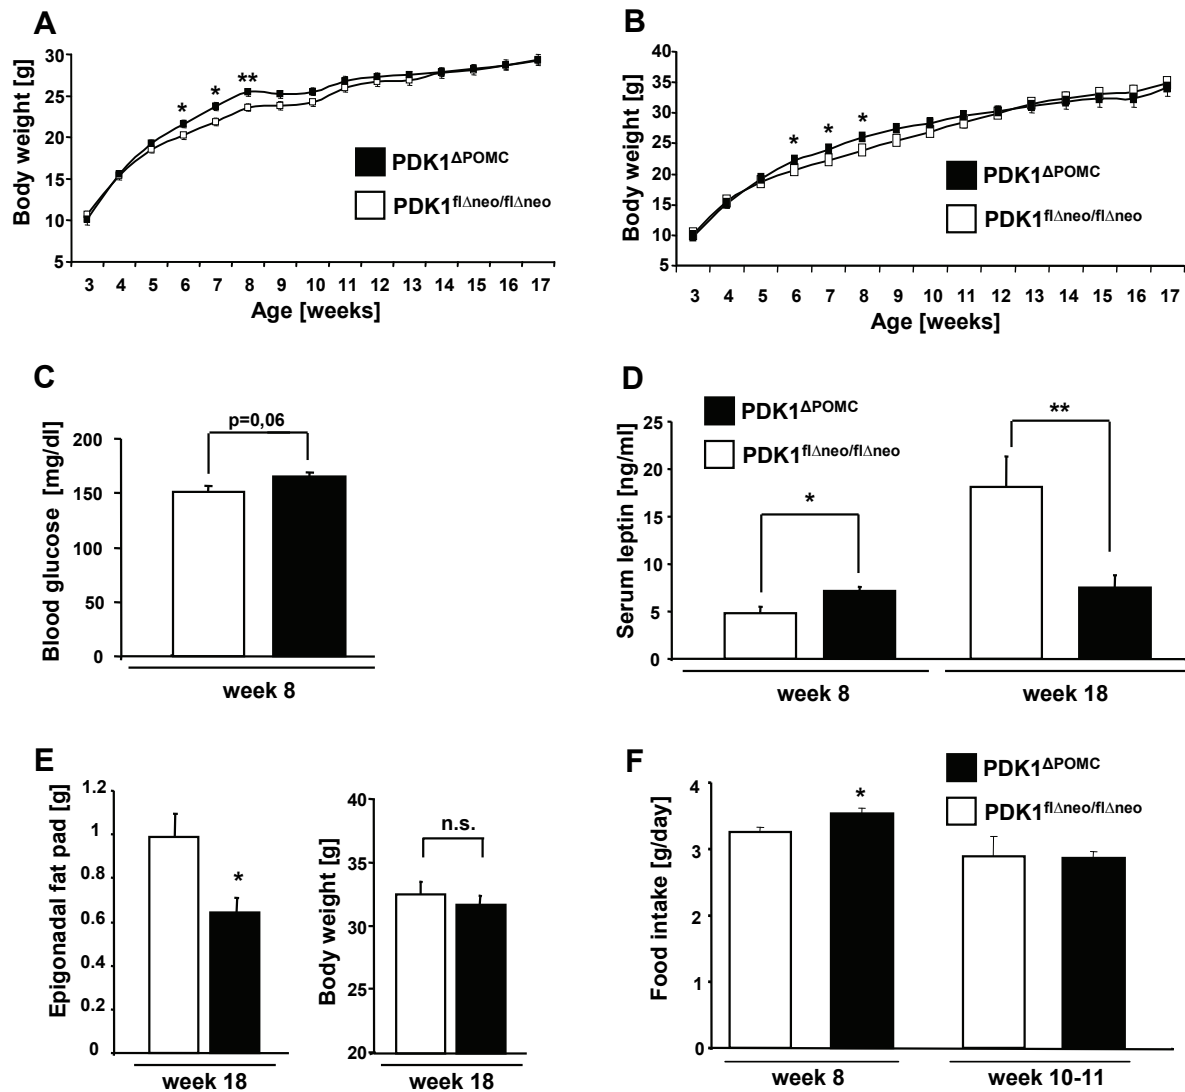 A
Body weight [g]
30
25
20
15
10
5
* * **
PDK1ΔPOMC
PDK1flΔneo/flΔneo
3 4 5 6 7 8 9 10 11 12 13 14 15 16 17
Age [weeks]
B
Body weight [g]
40
35
30
25
20
15
10
5
* * *
PDK1ΔPOMC
PDK1flΔneo/flΔneo
3 4 5 6 7 8 9 10 11 12 13 14 15 16 17
Age [weeks]
C
Blood glucose [mg/dl]
p=0,06
200
150
100
50
0
week 8
D
PDK1ΔPOMC
PDK1flΔneo/flΔneo
Serum leptin [ng/ml]
25
20
15
10
5
0
*
**
week 8 week 18
E
Epigonadal fat pad [g]
1.2
1
0.8
0.6
0.4
0.2
0
*
week 18
Body weight [g]
40
35
30
25
20
n.s.
week 18
F
PDK1ΔPOMC
PDK1flΔneo/flΔneo
Food intake [g/day]
4
3
2
1
0
*
week 8 week 10-11